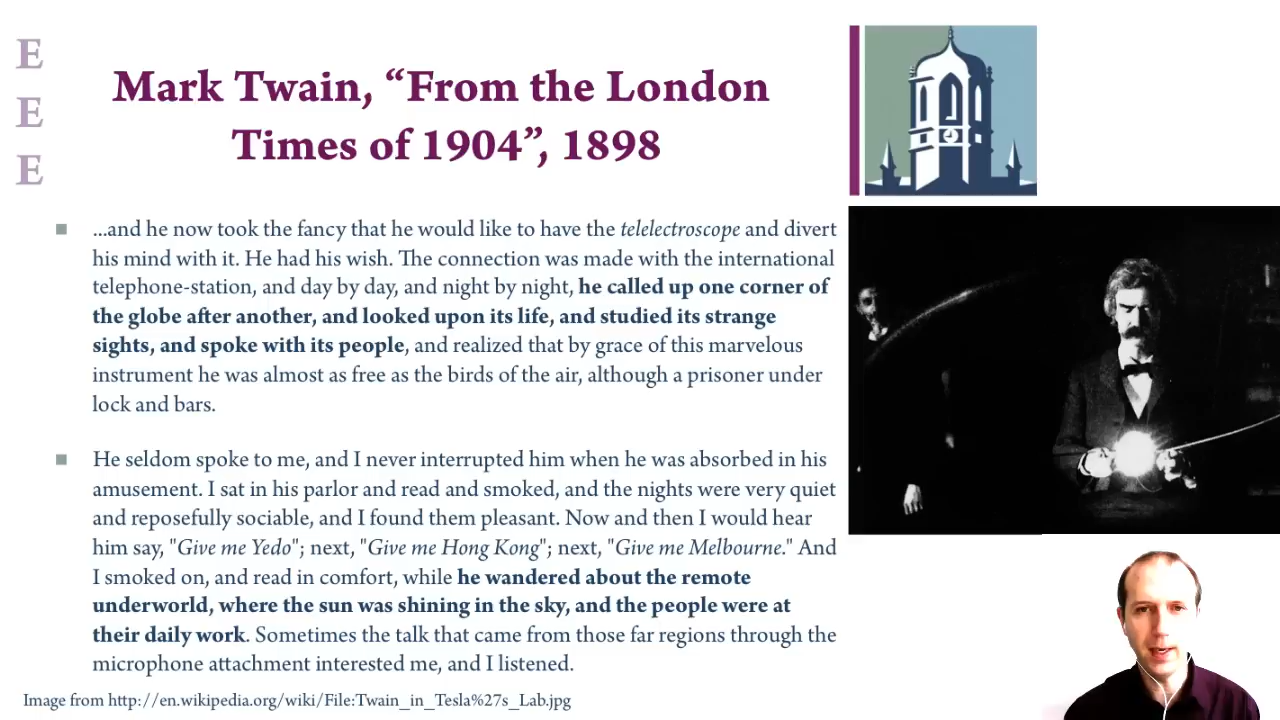 E
E
E
Mark Twain, “From the London
Times of 1904”, 1898
...and he now took the fancy that he would like to have the telelectroscope and divert
his mind with it. He had his wish. The connection was made with the international
telephone-station, and day by day, and night by night, he called up one corner of
the globe after another, and looked upon its life, and studied its strange
sights, and spoke with its people, and realized that by grace of this marvelous
instrument he was almost as free as the birds of the air, although a prisoner under
lock and bars.
He seldom spoke to me, and I never interrupted him when he was absorbed in his
amusement. I sat in his parlor and read and smoked, and the nights were very quiet
and reposefully sociable, and I found them pleasant. Now and then I would hear
him say, "Give me Yedo"; next, "Give me Hong Kong"; next, "Give me Melbourne." And
I smoked on, and read in comfort, while he wandered about the remote
underworld, where the sun was shining in the sky, and the people were at
their daily work. Sometimes the talk that came from those far regions through the
microphone attachment interested me, and I listened.
Image from http://en.wikipedia.org/wiki/File:Twain_in_Tesla%27s_Lab.jpg